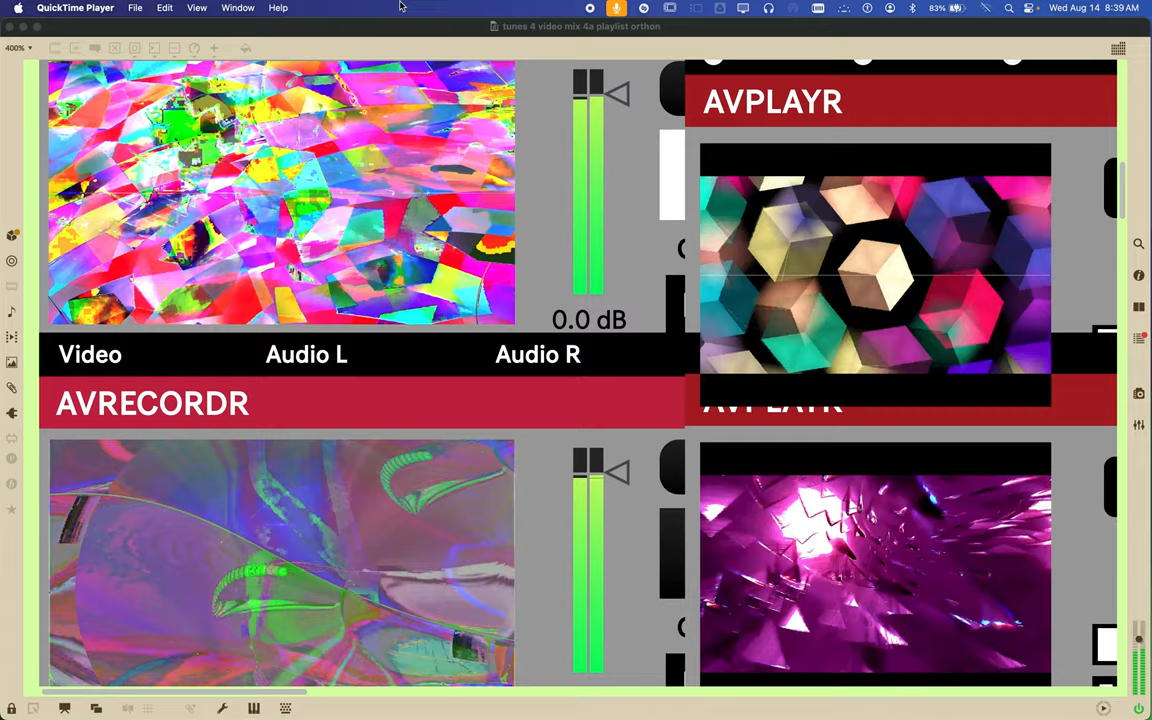 QuickTime Player File Edit View Window Help 83% Wed Aug 14 8:39 AM
tunes 4 video mix 4a playlist orthon
400%
AVPLAYR
0.0 dB
Video Audio L Audio R
AVRECORDR
AVPLAYR